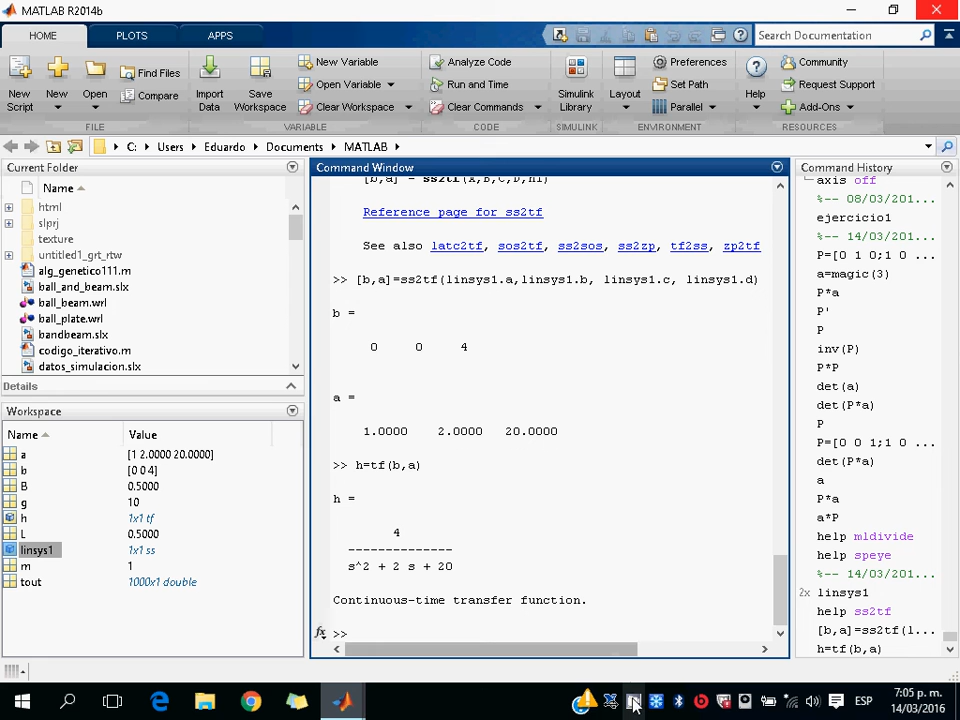 MATLAB R2014b
HOME PLOTS APPS Search Documentation
New Script New Open Find Files Compare
Import Data Save Workspace New Variable Open Variable Clear Workspace
Analyze Code Run and Time Clear Commands
Simulink Library Layout Preferences Set Path Parallel
Help Community Request Support Add-Ons
FILE VARIABLE CODE SIMULINK ENVIRONMENT RESOURCES
C: Users Eduardo Documents MATLAB
Current Folder
Name
html
slprj
texture
untitled1_grt_rtw
alg_genetico111.m
ball_and_beam.slx
ball_beam.wrl
ball_plate.wrl
bandbeam.slx
codigo_iterativo.m
datos_simulacion.slx
Details
Workspace
Name Value
a [1 2.0000 20.0000]
b [0 0 4]
B 0.5000
g 10
h 1x1 tf
L 0.5000
linsys1 1x1 ss
m 1
tout 1000x1 double
Command Window
[b,a] = ss2tf(A,B,C,D,ni)
Reference page for ss2tf
See also latc2tf, sos2tf, ss2sos, ss2zp, tf2ss, zp2tf
>> [b,a]=ss2tf(linsys1.a,linsys1.b, linsys1.c, linsys1.d)
b =
0 0 4
a =
1.0000 2.0000 20.0000
>> h=tf(b,a)
h =
4
--------------
s^2 + 2 s + 20
Continuous-time transfer function.
fx >>
Command History
axis off
%-- 08/03/201...
ejercicio1
%-- 14/03/201...
P=[0 1 0;1 0 ...
a=magic(3)
P*a
P'
P
inv(P)
P*P
det(a)
det(P*a)
P
P=[0 0 1;1 0 ...
det(P*a)
a
P*a
a*P
help mldivide
help speye
%-- 14/03/201...
2x linsys1
help ss2tf
[b,a]=ss2tf(l...
h=tf(b,a)
ESP
7:05 p. m.
14/03/2016